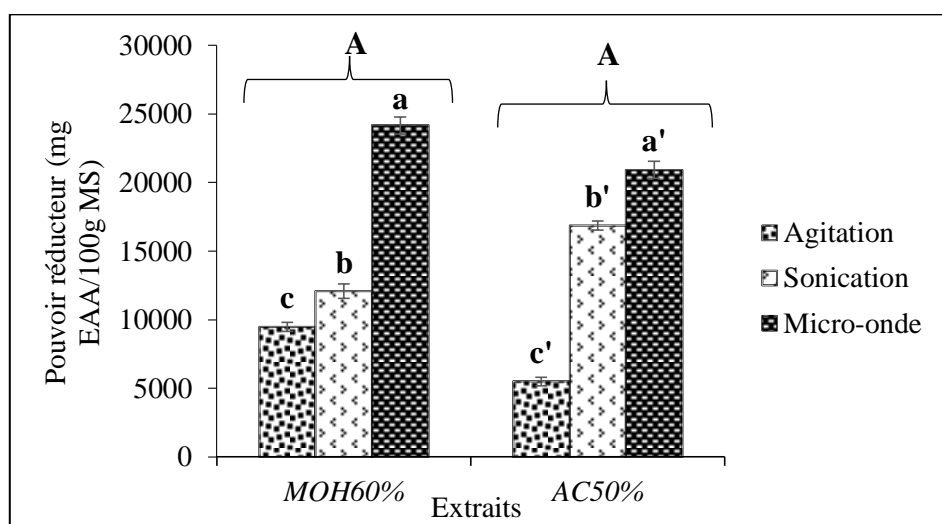 Pouvoir réducteur (mg
EAA/100g MS)
30000
25000
20000
15000
10000
5000
0
A
A
a
b
c
a'
b'
c'
Agitation
Sonication
Micro-onde
MOH60%
AC50%
Extraits